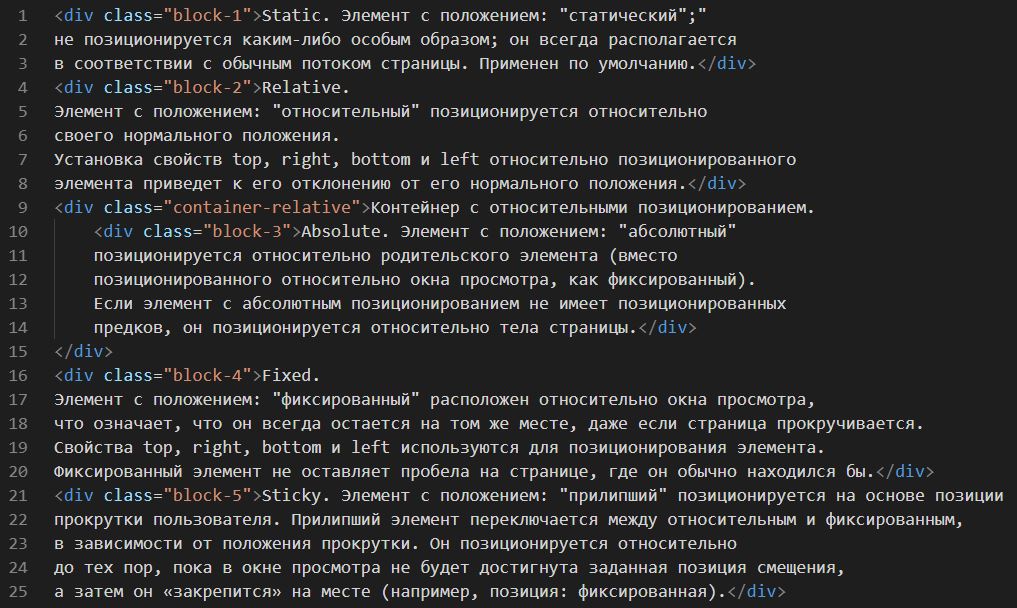 1 <div class="block-1">Static. Элемент с положением: "статический";"
2 не позиционируется каким-либо особым образом; он всегда располагается
3 в соответствии с обычным потоком страницы. Применен по умолчанию.</div>
4 <div class="block-2">Relative.
5 Элемент с положением: "относительный" позиционируется относительно
6 своего нормального положения.
7 Установка свойств top, right, bottom и left относительно позиционированного
8 элемента приведет к его отклонению от его нормального положения.</div>
9 <div class="container-relative">Контейнер с относительными позиционированием.
10 <div class="block-3">Absolute. Элемент с положением: "абсолютный"
11 позиционируется относительно родительского элемента (вместо
12 позиционированного относительно окна просмотра, как фиксированный).
13 Если элемент с абсолютным позиционированием не имеет позиционированных
14 предков, он позиционируется относительно тела страницы.</div>
15 </div>
16 <div class="block-4">Fixed.
17 Элемент с положением: "фиксированный" расположен относительно окна просмотра,
18 что означает, что он всегда остается на том же месте, даже если страница прокручивается.
19 Свойства top, right, bottom и left используются для позиционирования элемента.
20 Фиксированный элемент не оставляет пробела на странице, где он обычно находился бы.</div>
21 <div class="block-5">Sticky. Элемент с положением: "прилипший" позиционируется на основе позиции
22 прокрутки пользователя. Прилипший элемент переключается между относительным и фиксированным,
23 в зависимости от положения прокрутки. Он позиционируется относительно
24 до тех пор, пока в окне просмотра не будет достигнута заданная позиция смещения,
25 а затем он «закрепится» на месте (например, позиция: фиксированная).</div>